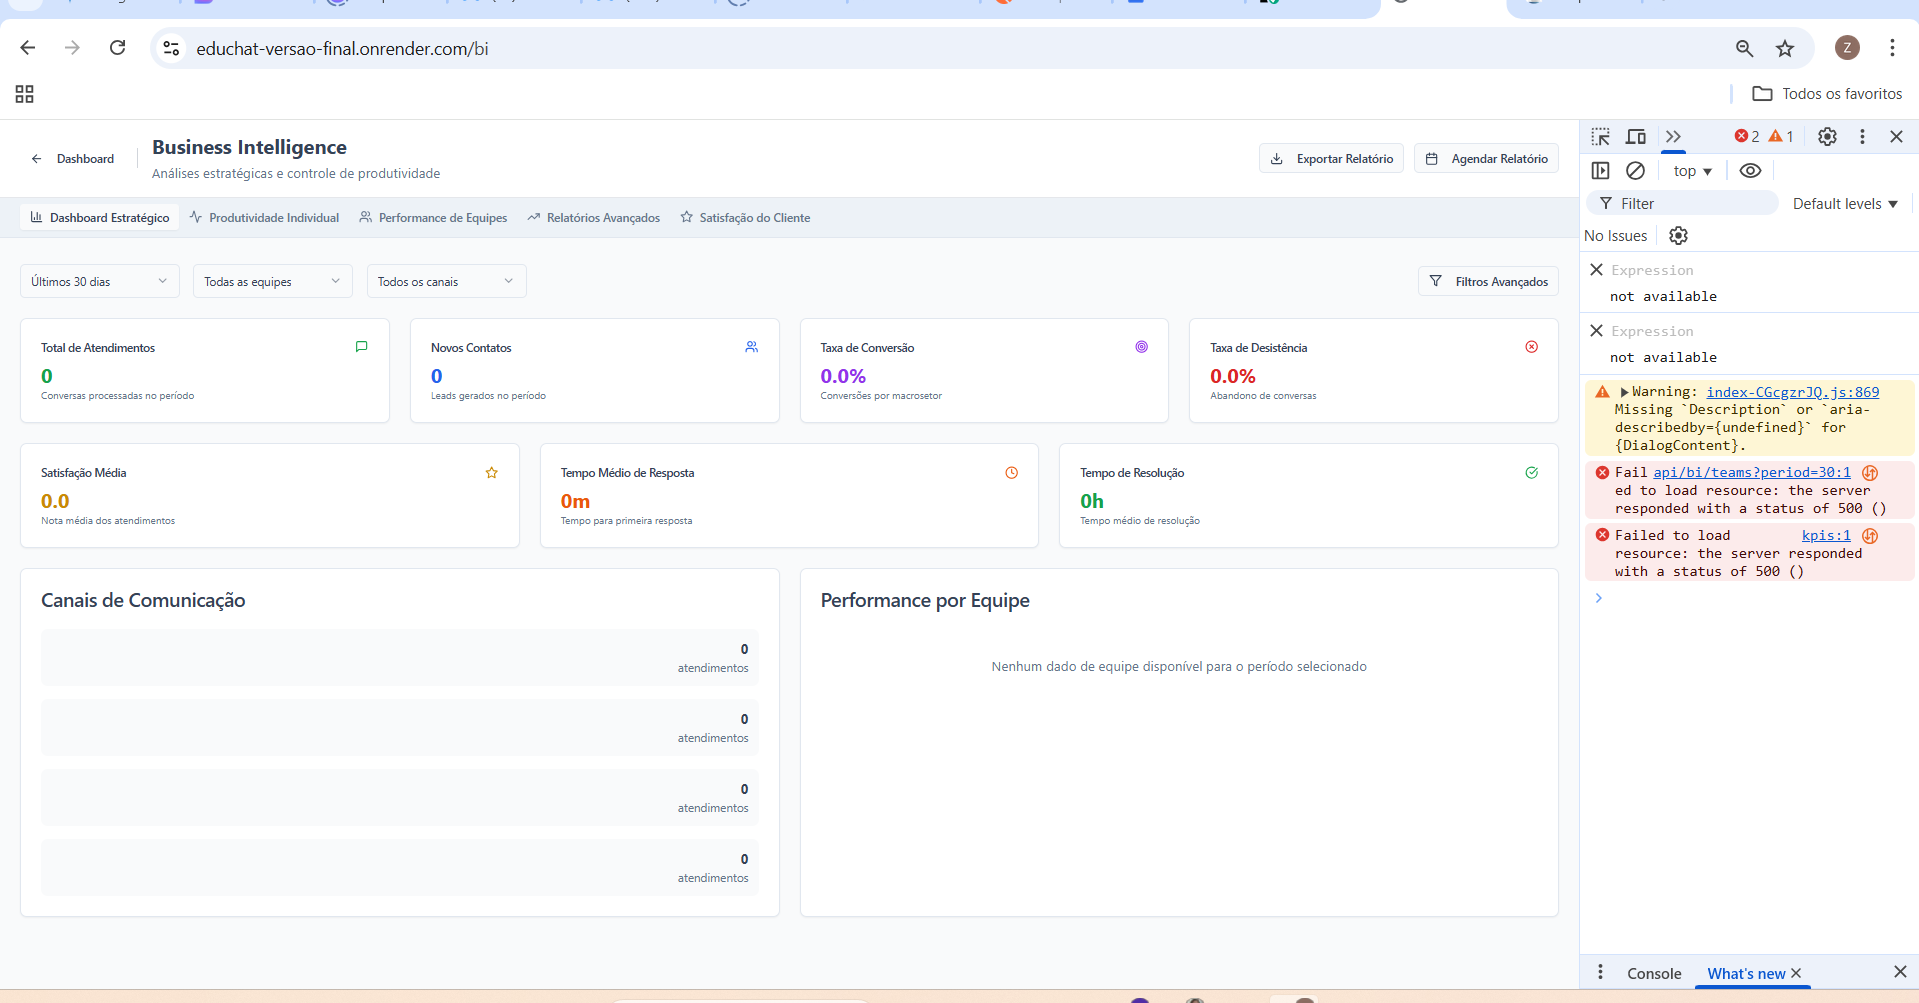 educhat-versao-final.onrender.com/bi
Z
Todos os favoritos
Dashboard
Business Intelligence
Análises estratégicas e controle de produtividade
Exportar Relatório
Agendar Relatório
Dashboard Estratégico
Produtividade Individual
Performance de Equipes
Relatórios Avançados
Satisfação do Cliente
Últimos 30 dias
Todas as equipes
Todos os canais
Filtros Avançados
Total de Atendimentos
0
Conversas processadas no período
Novos Contatos
0
Leads gerados no período
Taxa de Conversão
0.0%
Conversões por macrosetor
Taxa de Desistência
0.0%
Abandono de conversas
Satisfação Média
0.0
Nota média dos atendimentos
Tempo Médio de Resposta
0m
Tempo para primeira resposta
Tempo de Resolução
0h
Tempo médio de resolução
Canais de Comunicação
0
atendimentos
0
atendimentos
0
atendimentos
0
atendimentos
Performance por Equipe
Nenhum dado de equipe disponível para o período selecionado
2 1
top
Filter
Default levels
No Issues
Expression
not available
Expression
not available
Warning: index-CGcgzrJQ.js:869
Missing `Description` or `aria-
describedby={undefined}` for
{DialogContent}.
Fail api/bi/teams?period=30:1
ed to load resource: the server
responded with a status of 500 ()
Failed to load kpis:1
resource: the server responded
with a status of 500 ()
Console
What's new